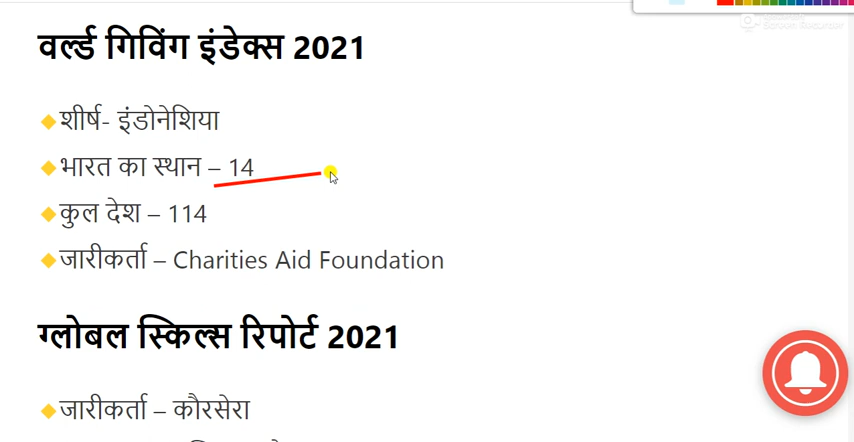 वर्ल्ड गिविंग इंडेक्स 2021
शीर्ष- इंडोनेशिया
भारत का स्थान – 14
कुल देश – 114
जारीकर्ता – Charities Aid Foundation
ग्लोबल स्किल्स रिपोर्ट 2021
जारीकर्ता – कौरसेरा